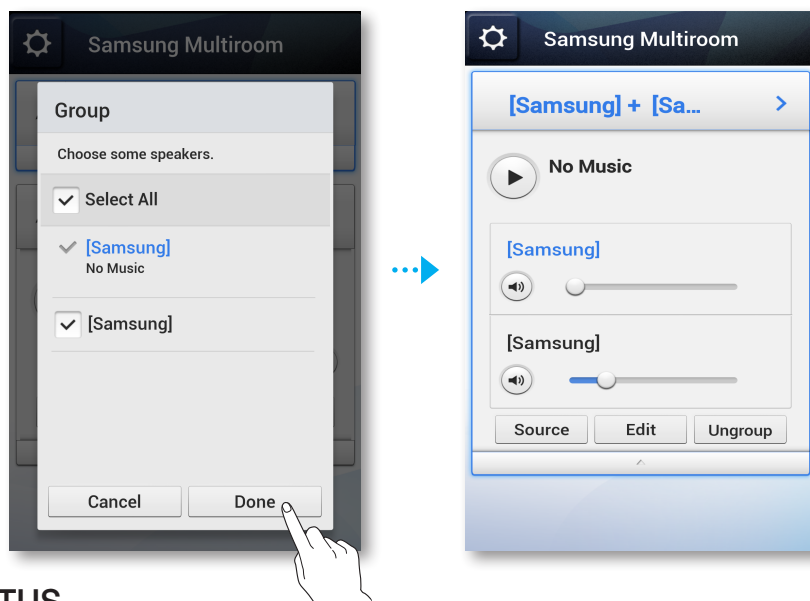 Samsung Multiroom
Group
Choose some speakers.
Select All
[Samsung]
No Music
[Samsung]
Cancel
Done
Samsung Multiroom
[Samsung] + [Sa...
No Music
[Samsung]
[Samsung]
Source
Edit
Ungroup